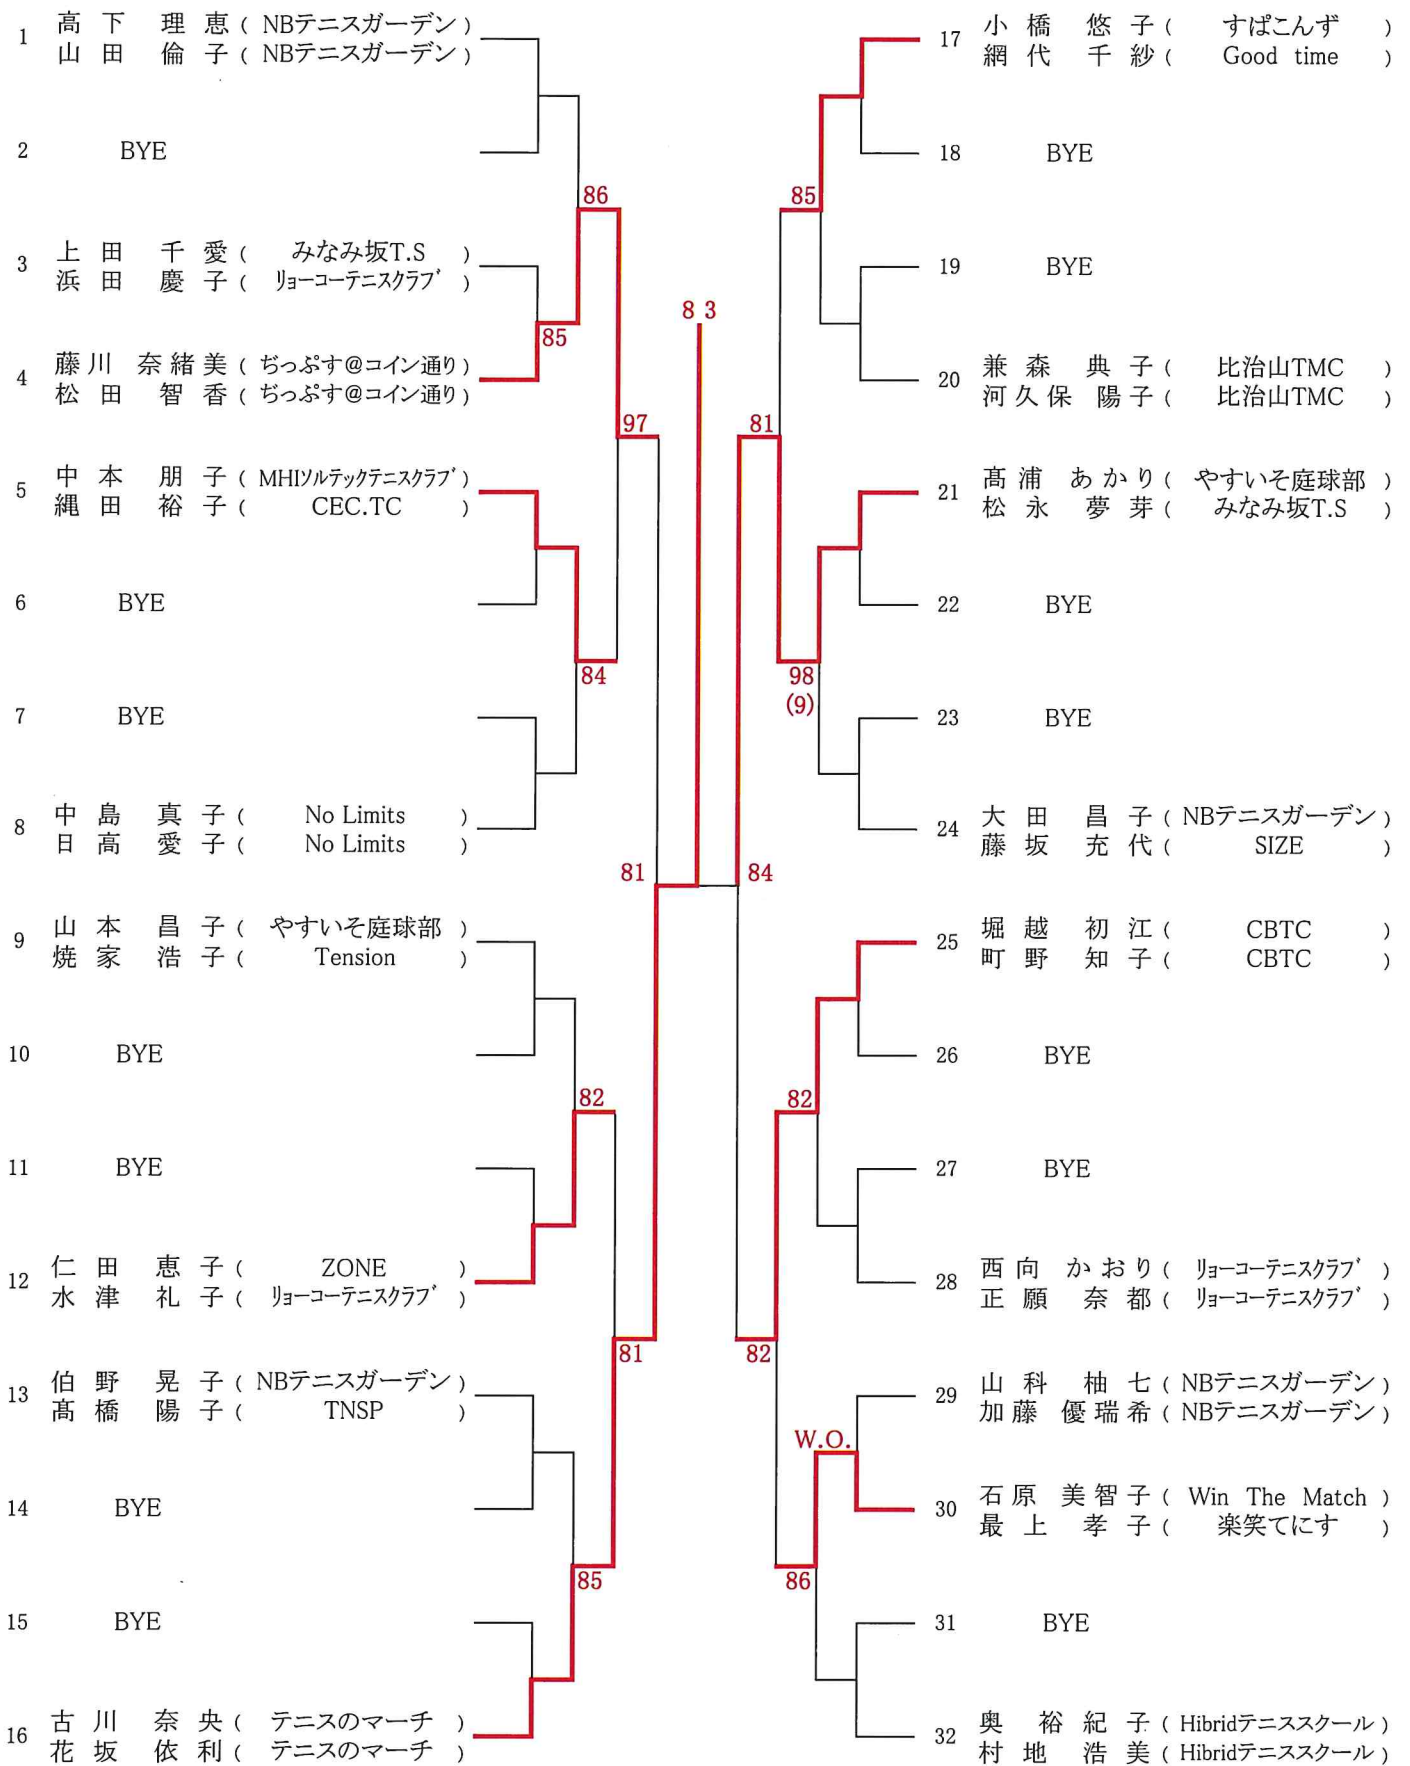 1 高下 理恵 ( NBテニスガーデン )
山田 倫子 ( NBテニスガーデン )
2 BYE
86
3 上田 千愛 ( みなみ坂T.S )
浜田 慶子 ( リョーコーテニスクラブ )
85
4 藤川 奈緒美 ( ぢっぷす@コイン通り )
松田 智香 ( ぢっぷす@コイン通り )
97
5 中本 朋子 ( MHIソルテックテニスクラブ )
縄田 裕子 ( CEC.TC )
6 BYE
84
7 BYE
8 中島 真子 ( No Limits )
日高 愛子 ( No Limits )
81
9 山本 昌子 ( やすいそ庭球部 )
焼家 浩子 ( Tension )
10 BYE
82
11 BYE
12 仁田 恵子 ( ZONE )
水津 礼子 ( リョーコーテニスクラブ )
81
13 伯野 晃子 ( NBテニスガーデン )
髙橋 陽子 ( TNSP )
14 BYE
85
15 BYE
16 古川 奈央 ( テニスのマーチ )
花坂 依利 ( テニスのマーチ )
8 3
17 小橋 悠子 ( すぱこんず )
網代 千紗 ( Good time )
18 BYE
85
19 BYE
20 兼森 典子 ( 比治山TMC )
河久保 陽子 ( 比治山TMC )
81
21 髙浦 あかり ( やすいそ庭球部 )
松永 夢芽 ( みなみ坂T.S )
22 BYE
98
(9)
23 BYE
24 大田 昌子 ( NBテニスガーデン )
藤坂 充代 ( SIZE )
84
25 堀越 初江 ( CBTC )
町野 知子 ( CBTC )
26 BYE
82
27 BYE
28 西向 かおり ( リョーコーテニスクラブ )
正願 奈都 ( リョーコーテニスクラブ )
82
29 山科 柚七 ( NBテニスガーデン )
加藤 優瑞希 ( NBテニスガーデン )
W.O.
30 石原 美智子 ( Win The Match )
最上 孝子 ( 楽笑てにす )
86
31 BYE
32 奥 裕紀子 ( Hibridテニススクール )
村地 浩美 ( Hibridテニススクール )